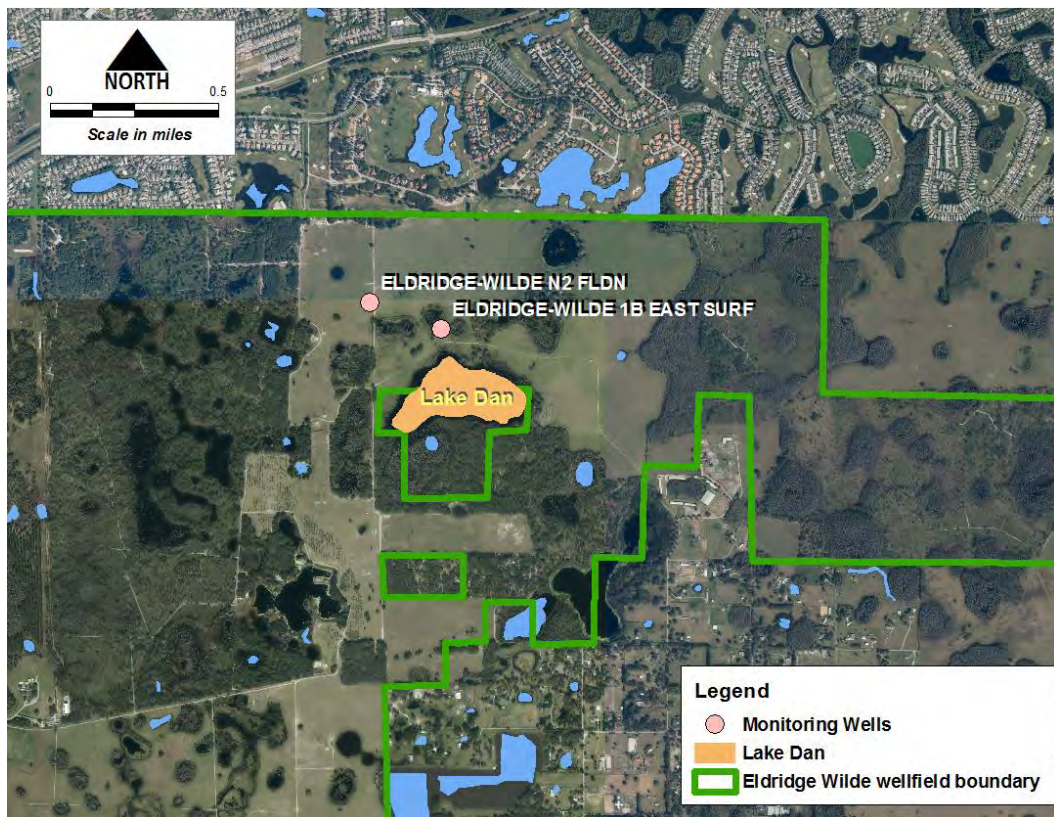 NORTH
0 0.5
Scale in miles
ELDRIDGE-WILDE N2 FLDN
ELDRIDGE-WILDE 1B EAST SURF
Lake Dan
Legend
Monitoring Wells
Lake Dan
Eldridge Wilde wellfield boundary